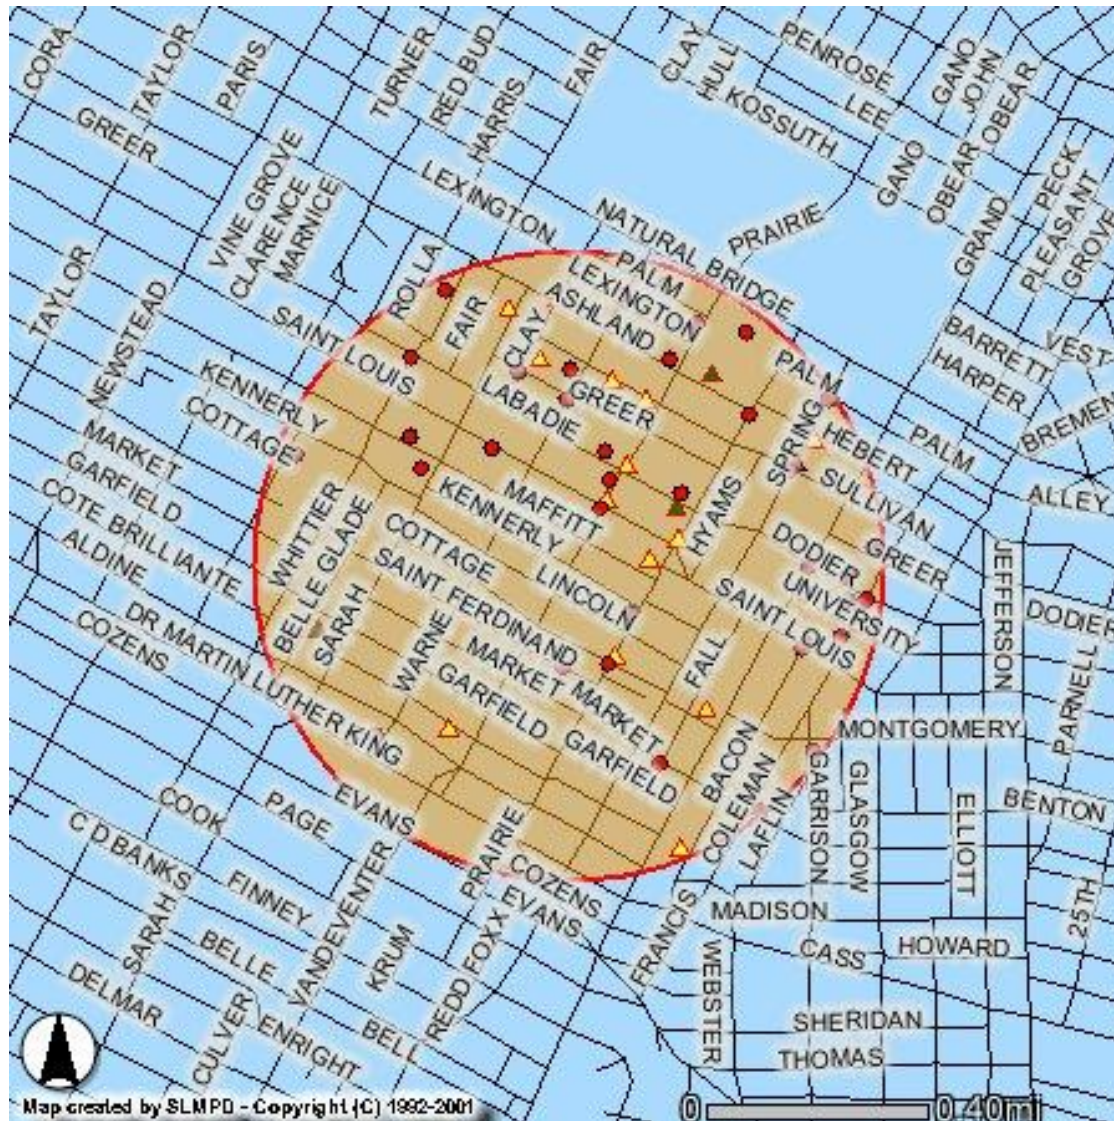 CORA
TAYLOR
PARIS
GREER
TURNER
RED BUD
HARRIS
FAIR
CLAY
HULL
KOSSUTH
PENROSE
LEE
GANO
JOHN
OBEAR
GANO
OBEAR
PECK
PLEASANT
GROVE
GRAND
VINE GROVE
CLARENCE
MARNICE
LEXINGTON
NATURAL BRIDGE
PRAIRIE
PALM
LEXINGTON
ASHLAND
TAYLOR
NEWSTEAD
ROLLA
FAIR
CLAY
SAINT LOUIS
LABADIE
GREER
PALM
SPRING
HEBERT
PALM
BARRETT
HARPER
VEST
BREMEN
ALLEY
KENNERLY
COTTAGE
MARKET
GARFIELD
COTE BRILLIANTE
ALDINE
WHITTIER
BELLE GLADE
SARAH
KENNERLY
MAFFITT
COTTAGE
SAINT FERDINAND
LINCOLN
HYAMS
SULLIVAN
DODIER
GREER
UNIVERSITY
SAINT LOUIS
JEFFERSON
DODIER
PARNELL
DR MARTIN LUTHER KING
COZENS
WARNE
MARKET
MARKET
GARFIELD
GARFIELD
FALL
BACON
COLEMAN
LAFLIN
MONTGOMERY
GARRISON
GLASGOW
ELLIOTT
BENTON
25TH
COOK
PAGE
EVANS
C D BANKS
FINNEY
SARAH
BELLE
DELMAR
CULVER
ENRIGHT
VANDEVENTER
KRUM
BELL
PRAIRIE
REDD FOXX
COZENS
EVANS
FRANCIS
MADISON
CASS
HOWARD
WEBSTER
SHERIDAN
THOMAS
Map created by SLMPD - Copyright (C) 1992-2001
0 0.40mi